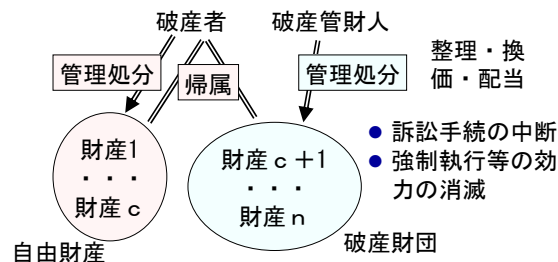 破産者
破産管財人
管理処分
帰属
管理処分
整理・換
価・配当
財産1
・・・
財産c
財産c+1
・・・
財産n
● 訴訟手続の中断
● 強制執行等の効
力の消滅
自由財産
破産財団